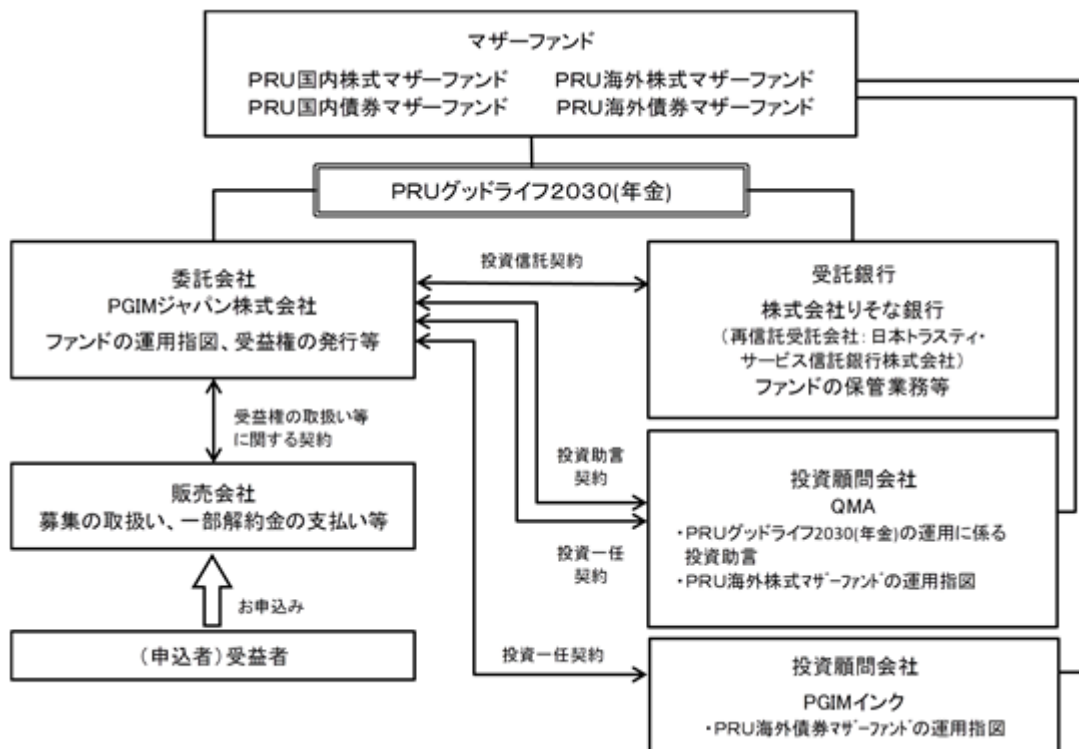 マザーファンド
PRU国内株式マザーファンド PRU海外株式マザーファンド
PRU国内債券マザーファンド PRU海外債券マザーファンド
PRUグッドライフ2030(年金)
委託会社
PGIMジャパン株式会社
ファンドの運用指図、受益権の発行等
投資信託契約
受託銀行
株式会社りそな銀行
（再信託受託会社：日本トラスティ・
サービス信託銀行株式会社）
ファンドの保管業務等
受益権の取扱い等
に関する契約
販売会社
募集の取扱い、一部解約金の支払い等
お申込み
（申込者）受益者
投資助言
契約
投資一任
契約
投資顧問会社
QMA
・PRUグッドライフ2030(年金)の運用に係る
投資助言
・PRU海外株式ﾏｻﾞｰﾌｧﾝﾄﾞの運用指図
投資一任契約
投資顧問会社
PGIMインク
・PRU海外債券ﾏｻﾞｰﾌｧﾝﾄﾞの運用指図